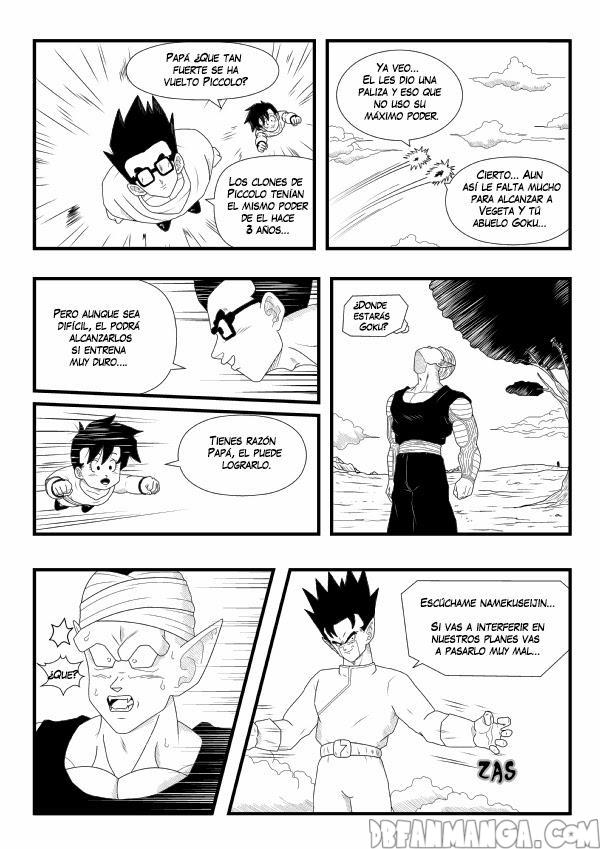 PAPÁ ¿QUE TAN
FUERTE SE HA
VUELTO PICCOLO?
LOS CLONES DE
PICCOLO TENÍAN
EL MISMO PODER
DE EL HACE
3 AÑOS...
YA VEO...
EL LES DIO UNA
PALIZA Y ESO QUE
NO USO SU
MÁXIMO PODER.
CIERTO... AUN
ASÍ LE FALTA MUCHO
PARA ALCANZAR A
VEGETA Y TÚ
ABUELO GOKU...
PERO AUNQUE SEA
DIFÍCIL, EL PODRÁ
ALCANZARLOS
SI ENTRENA
MUY DURO....
TIENES RAZÓN
PAPÁ, EL PUEDE
LOGRARLO.
¿DONDE
ESTARÁS
GOKU?
¿QUE?
ESCÚCHAME NAMEKUSEIJIN...
SI VAS A INTERFERIR EN
NUESTROS PLANES VAS
A PASARLO MUY MAL...
ZAS
DBFANMANGA.COM